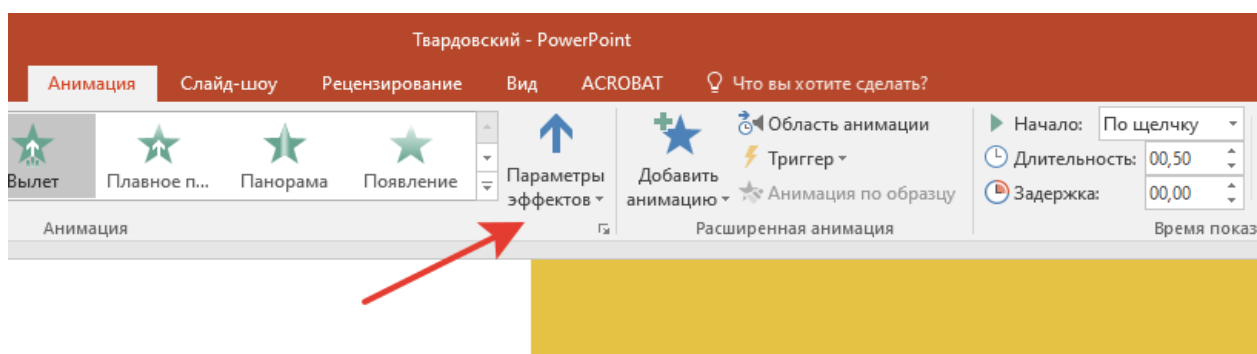 Твардовский - PowerPoint
Анимация Слайд-шоу Рецензирование Вид ACROBAT Что вы хотите сделать?
Вылет Плавное п... Панорама Появление
Параметры эффектов
Добавить анимацию
Область анимации
Триггер
Анимация по образцу
Начало: По щелчку
Длительность: 00,50
Задержка: 00,00
Анимация Расширенная анимация Время показ